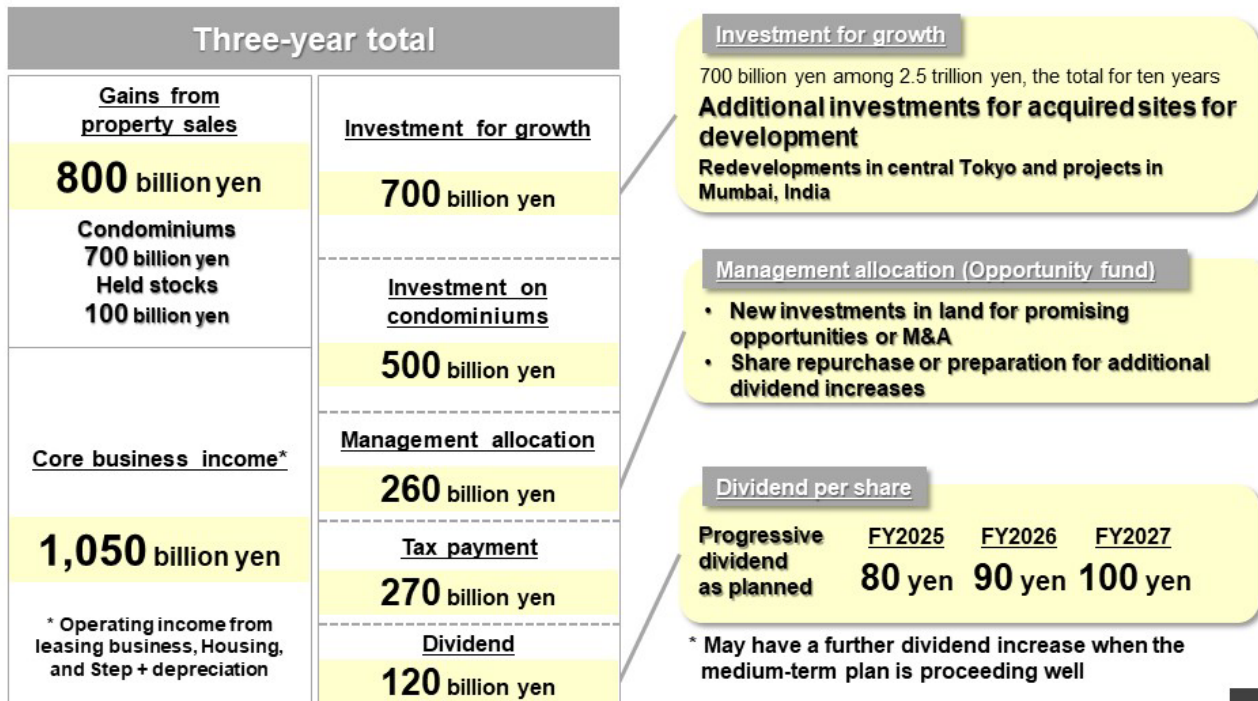 Three-year total
Gains from
property sales
800 billion yen
Condominiums
700 billion yen
Held stocks
100 billion yen
Core business income*
1,050 billion yen
* Operating income from
leasing business, Housing,
and Step + depreciation
Investment for growth
700 billion yen
Investment on
condominiums
500 billion yen
Management allocation
260 billion yen
Tax payment
270 billion yen
Dividend
120 billion yen
Investment for growth
700 billion yen among 2.5 trillion yen, the total for ten years
Additional investments for acquired sites for
development
Redevelopments in central Tokyo and projects in
Mumbai, India
Management allocation (Opportunity fund)
• New investments in land for promising
opportunities or M&A
• Share repurchase or preparation for additional
dividend increases
Dividend per share
Progressive
dividend
as planned
FY2025 FY2026 FY2027
80 yen 90 yen 100 yen
* May have a further dividend increase when the
medium-term plan is proceeding well